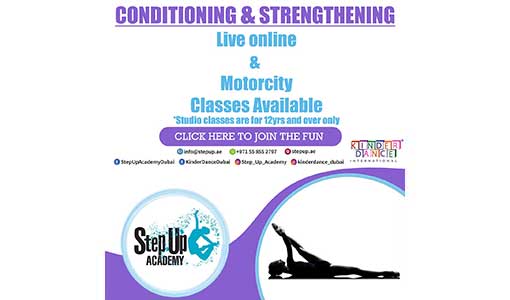 CONDITIONING & STRENGTHENING
Live online
&
Motorcity
Classes Available
*Studio classes are for 12yrs and over only
CLICK HERE TO JOIN THE FUN
info@stepup.ae +971 55 955 2797 stepup.ae
StepUpAcademyDubai KinderDanceDubai Step_Up_Academy kinderdance_dubai
KINDER
DANCE
INTERNATIONAL
Step Up
ACADEMY